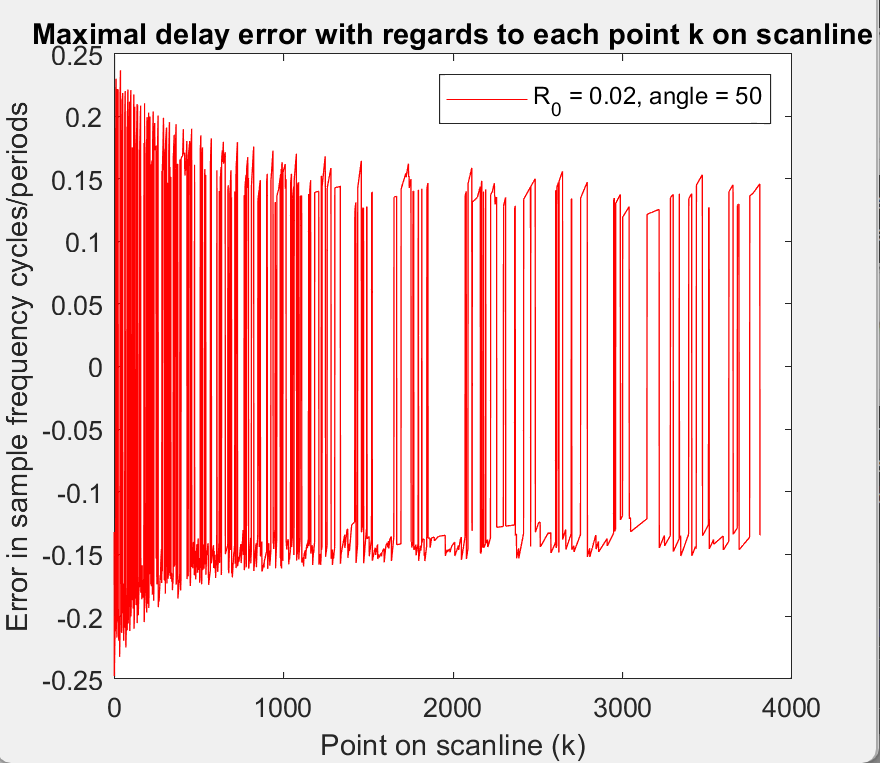 Maximal delay error with regards to each point k on scanline
R0 = 0.02, angle = 50
Error in sample frequency cycles/periods
0.25
0.2
0.15
0.1
0.05
0
-0.05
-0.1
-0.15
-0.2
-0.25
0 1000 2000 3000 4000
Point on scanline (k)